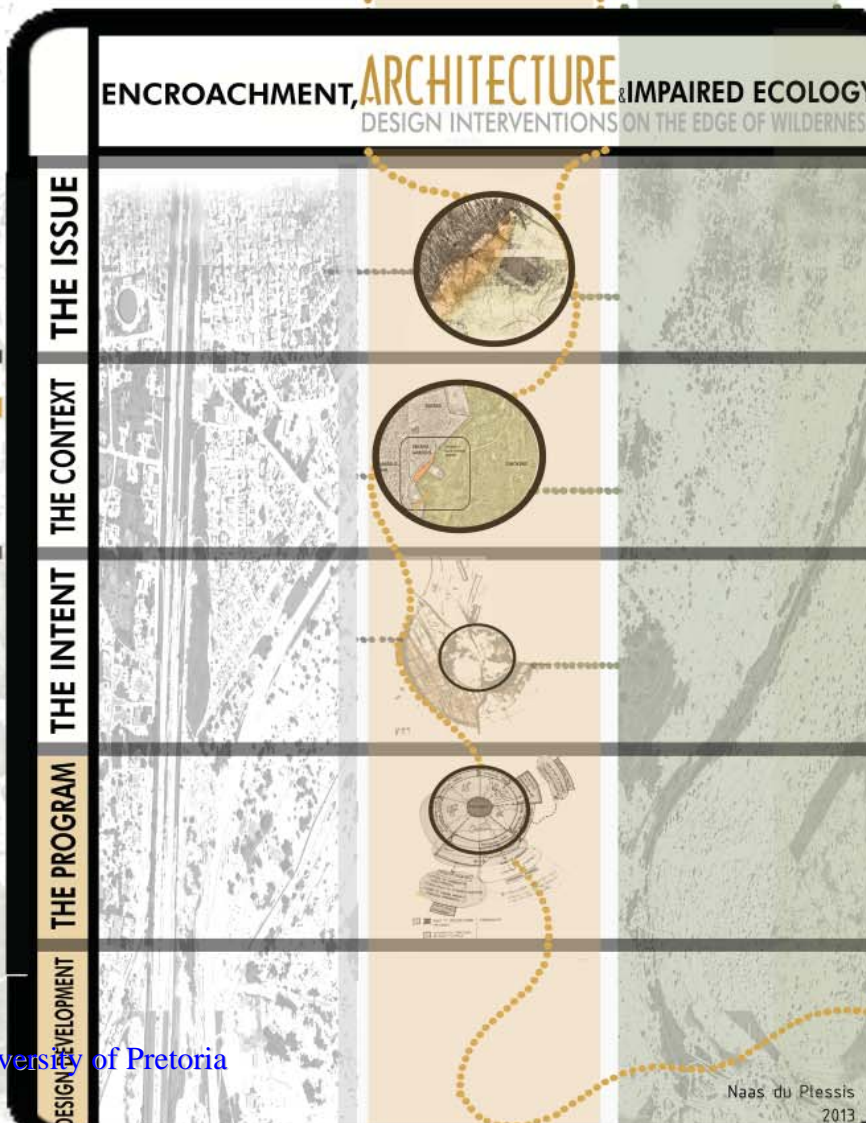 ENCROACHMENT, ARCHITECTURE & IMPAIRED ECOLOGY
DESIGN INTERVENTIONS ON THE EDGE OF WILDERNES
THE ISSUE
THE CONTEXT
THE INTENT
THE PROGRAM
DESIGN DEVELOPMENT
versity of Pretoria
Naas du Plessis
2013